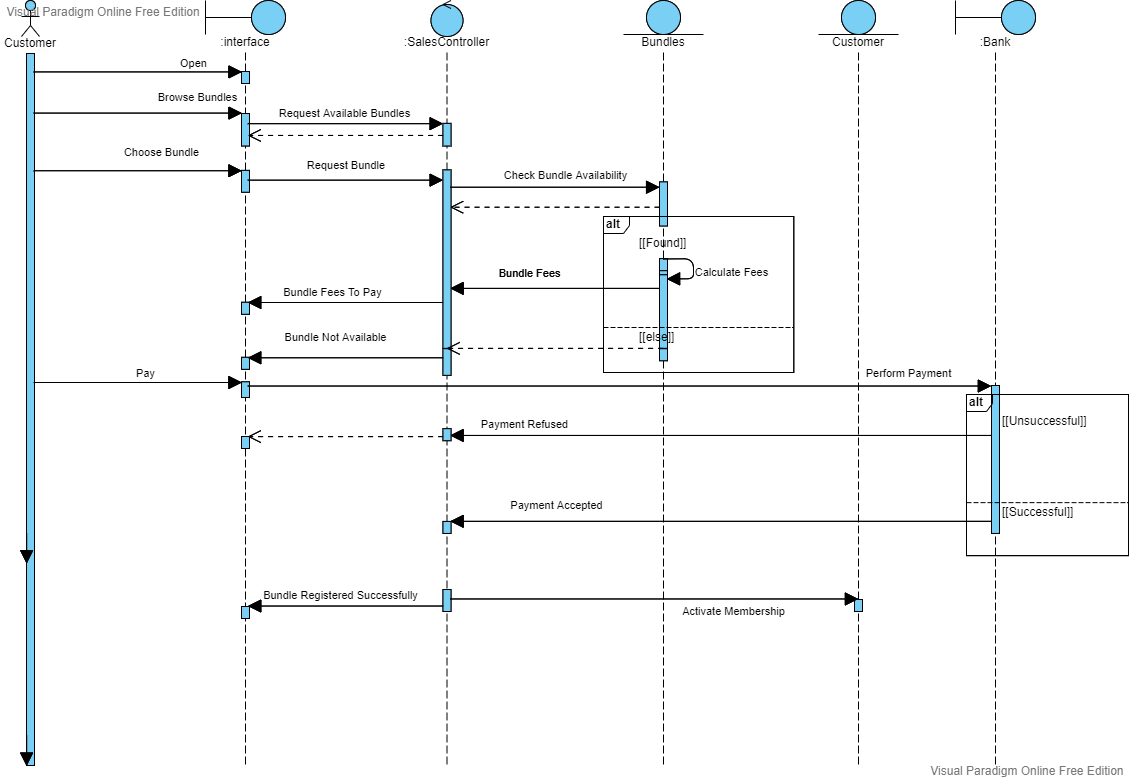 Visual Paradigm Online Free Edition
Customer
:interface
:SalesController
Bundles
Customer
:Bank
Open
Browse Bundles
Request Available Bundles
Choose Bundle
Request Bundle
Check Bundle Availability
alt
[[Found]]
Calculate Fees
Bundle Fees
Bundle Fees To Pay
[[else]]
Bundle Not Available
Pay
Perform Payment
alt
[[Unsuccessful]]
Payment Refused
Payment Accepted
[[Successful]]
Bundle Registered Successfully
Activate Membership
Visual Paradigm Online Free Edition